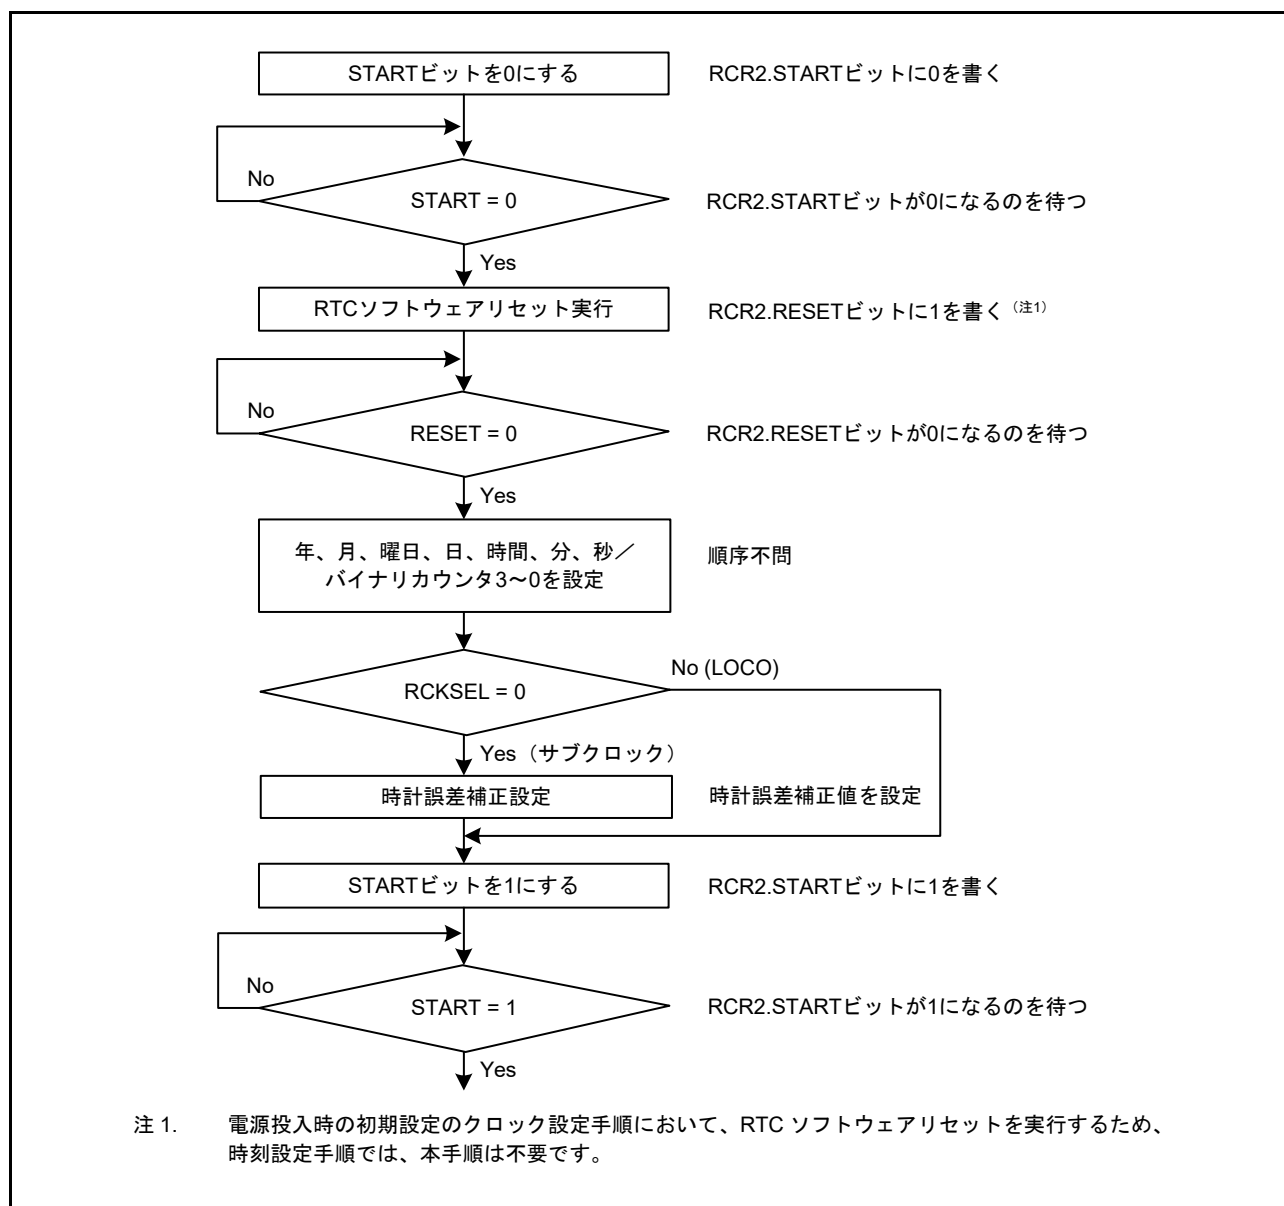 STARTビットを0にする
RCR2.STARTビットに0を書く
No
START = 0
RCR2.STARTビットが0になるのを待つ
Yes
RTCソフトウェアリセット実行
RCR2.RESETビットに1を書く（注1）
No
RESET = 0
RCR2.RESETビットが0になるのを待つ
Yes
年、月、曜日、日、時間、分、秒／
バイナリカウンタ3～0を設定
順序不問
No (LOCO)
RCKSEL = 0
Yes（サブクロック）
時計誤差補正設定
時計誤差補正値を設定
STARTビットを1にする
RCR2.STARTビットに1を書く
No
START = 1
RCR2.STARTビットが1になるのを待つ
Yes
注 1. 電源投入時の初期設定のクロック設定手順において、RTC ソフトウェアリセットを実行するため、
時刻設定手順では、本手順は不要です。